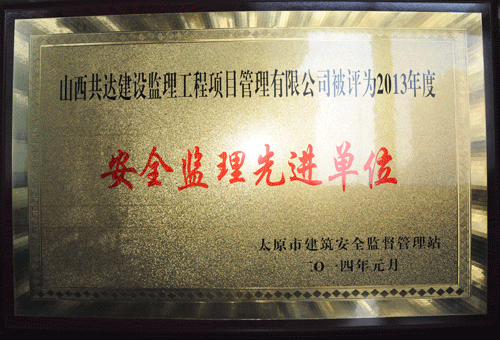 山西共达建设监理工程项目管理有限公司被评为2013年度
安全监理先进单位
太原市建筑安全监督管理站
二〇一四年元月